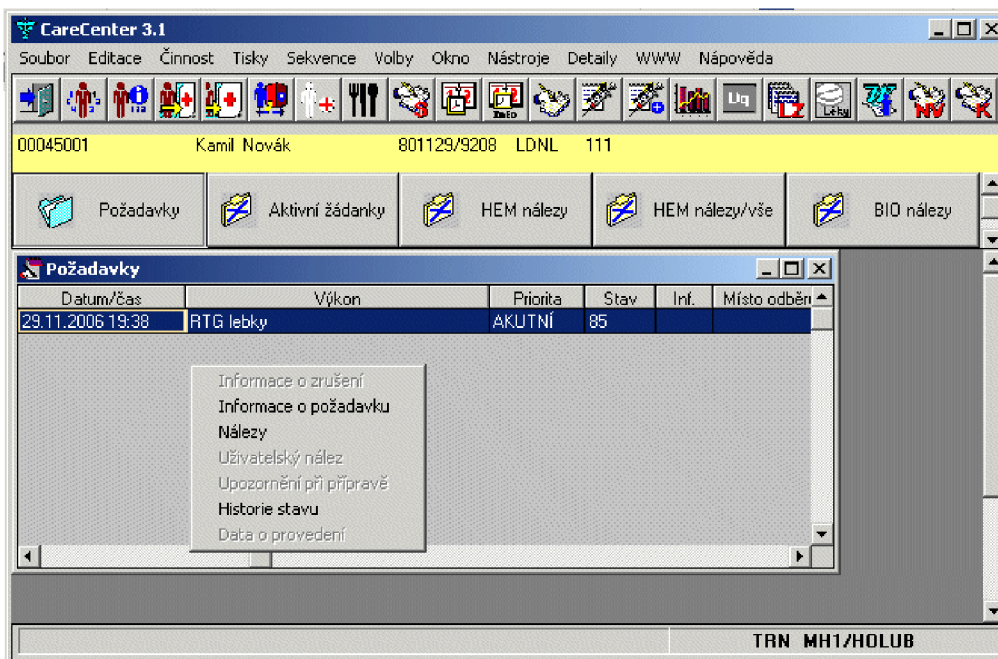 CareCenter 3.1
Soubor Editace Činnost Tisky Sekvence Volby Okno Nástroje Detaily WWW Nápověda
00045001 Kamil Novák 801129/9208 LDNL 111
Požadavky Aktivní žádanky HEM nálezy HEM nálezy/vše BIO nálezy
Požadavky
Datum/čas Výkon Priorita Stav Inf. Místo odběru
29.11.2006 19:38 RTG lebky AKUTNÍ 85
Informace o zrušení
Informace o požadavku
Nálezy
Uživatelský nález
Upozornění při přípravě
Historie stavu
Data o provedení
TRN MH1/HOLUB